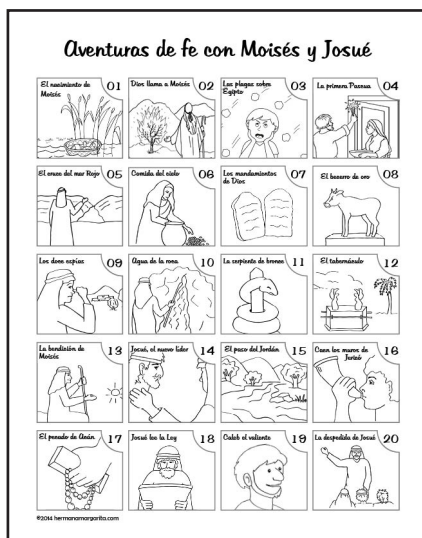 Aventuras de fe con Moisés y Josué
El nacimiento de
Moisés
01
Dios llama a Moisés
02
Las plagas sobre
Egipto
03
La primera Pascua
04
El cruce del mar Rojo
05
Comida del cielo
06
Los mandamientos
de Dios
07
El becerro de oro
08
Los doce espías
09
Agua de la roca
10
La serpiente de bronce
11
El tabernáculo
12
La bendición de
Moisés
13
Josué, el nuevo líder
14
El paso del Jordán
15
Caen los muros de
Jericó
16
El pecado de Acán
17
Josué lee la Ley
18
Caleb el valiente
19
La despedida de Josué
20
©2014 hermanamargarita.com